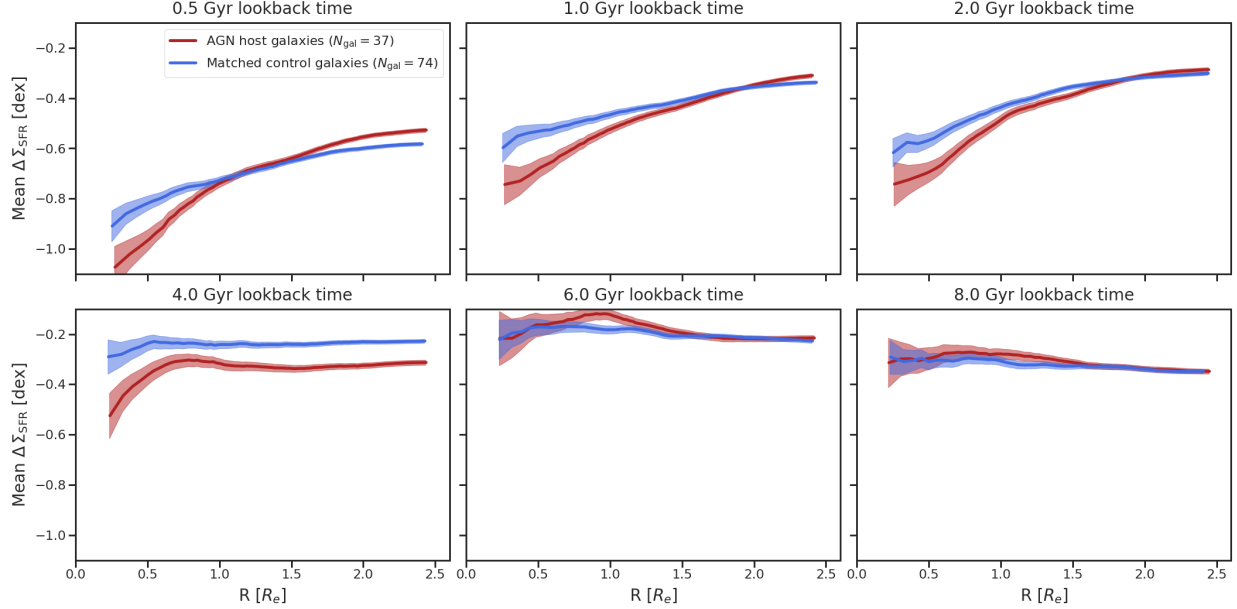 0.5 Gyr lookback time
1.0 Gyr lookback time
2.0 Gyr lookback time
AGN host galaxies (N_gal = 37)
Matched control galaxies (N_gal = 74)
Mean Δ Σ_SFR [dex]
−0.2
−0.4
−0.6
−0.8
−1.0
4.0 Gyr lookback time
6.0 Gyr lookback time
8.0 Gyr lookback time
Mean Δ Σ_SFR [dex]
−0.2
−0.4
−0.6
−0.8
−1.0
0.0 0.5 1.0 1.5 2.0 2.5
0.0 0.5 1.0 1.5 2.0 2.5
0.0 0.5 1.0 1.5 2.0 2.5
R [R_e]
R [R_e]
R [R_e]